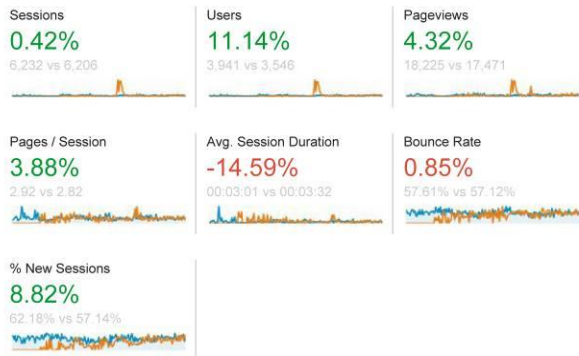 Sessions
0.42%
6,232 vs 6,206
Users
11.14%
3,941 vs 3,546
Pageviews
4.32%
18,225 vs 17,471
Pages / Session
3.88%
2.92 vs 2.82
Avg. Session Duration
-14.59%
00:03:01 vs 00:03:32
Bounce Rate
0.85%
57.61% vs 57.12%
% New Sessions
8.82%
62.18% vs 57.14%